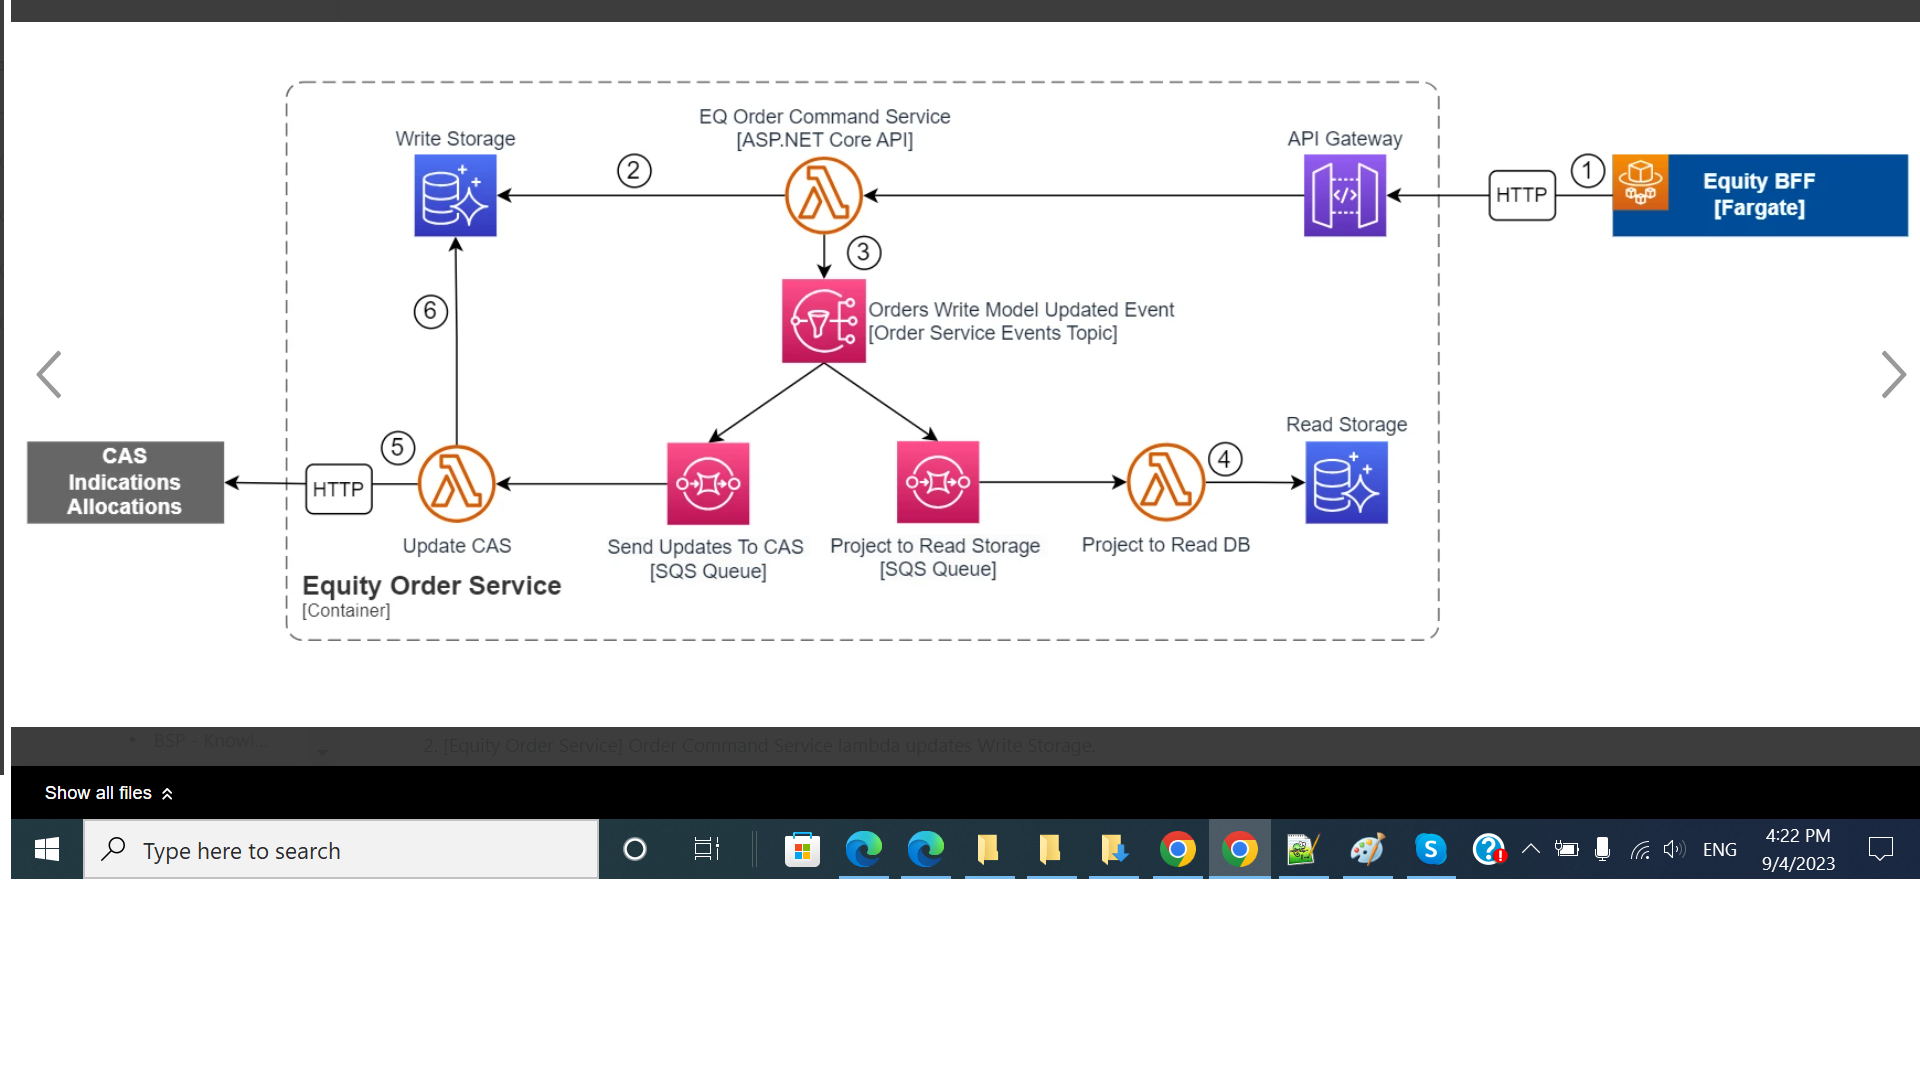 EQ Order Command Service
[ASP.NET Core API]
Write Storage
API Gateway
2
1
HTTP
Equity BFF
[Fargate]
3
6
Orders Write Model Updated Event
[Order Service Events Topic]
Read Storage
CAS
Indications
Allocations
5
HTTP
4
Update CAS
Send Updates To CAS
[SQS Queue]
Project to Read Storage
[SQS Queue]
Project to Read DB
Equity Order Service
[Container]
BSP - Knowl...
2. [Equity Order Service] Order Command Service lambda updates Write Storage.
Show all files
Type here to search
ENG
4:22 PM
9/4/2023